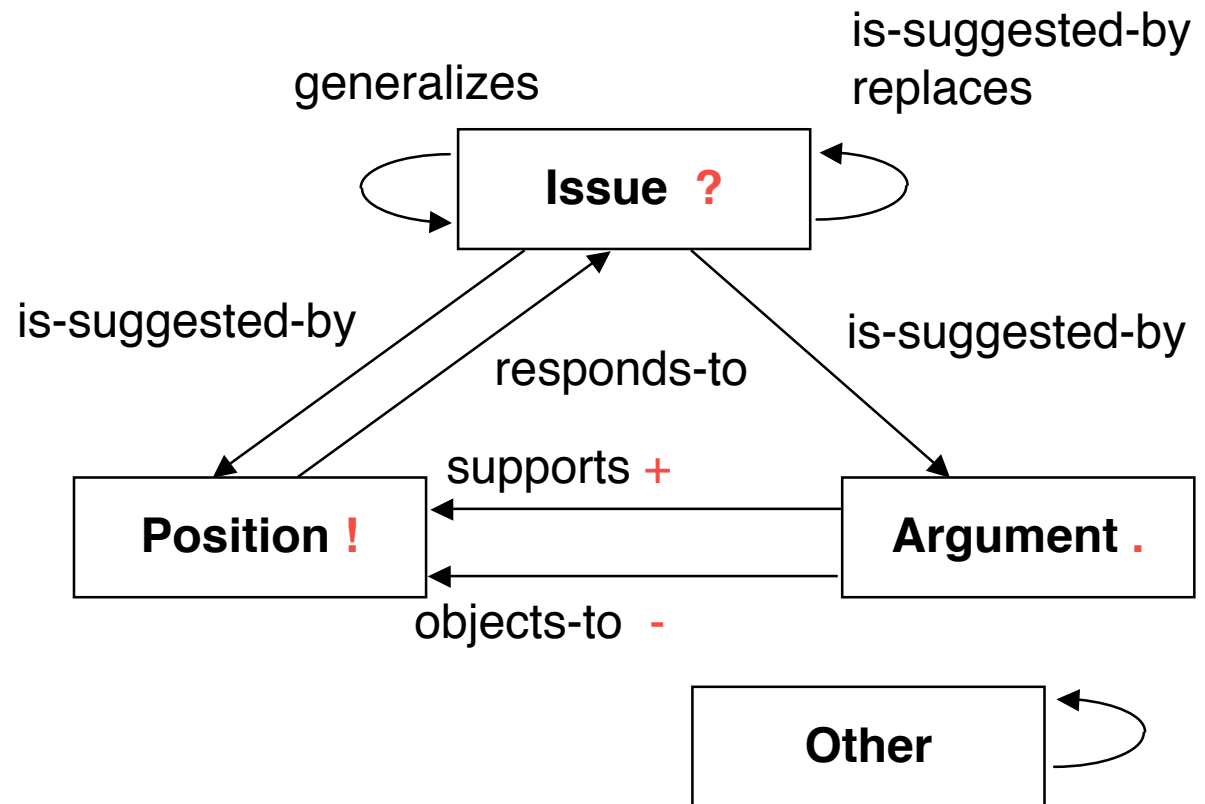 is-suggested-by
replaces
generalizes
Issue ?
is-suggested-by
is-suggested-by
responds-to
supports +
Position !
Argument .
objects-to -
Other